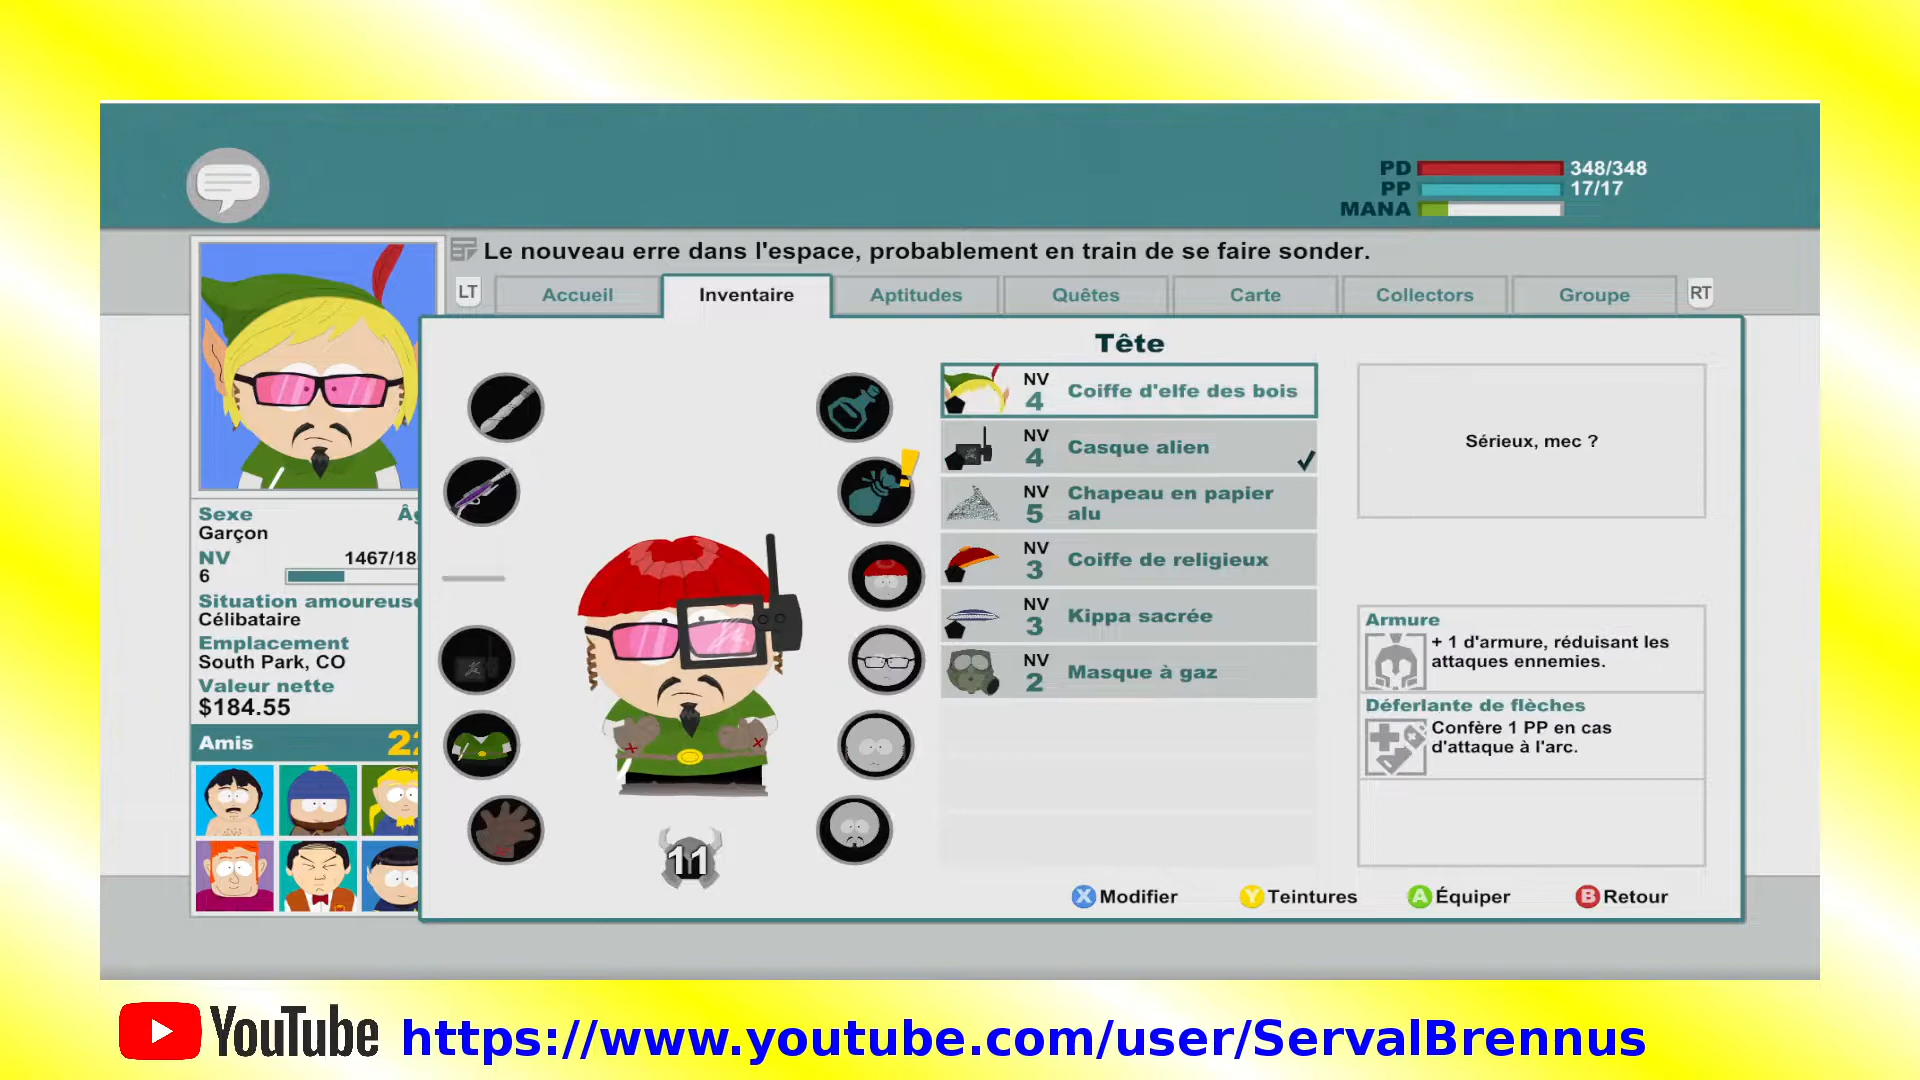 PD 348/348
PP 17/17
MANA
Le nouveau erre dans l'espace, probablement en train de se faire sonder.
LT Accueil Inventaire Aptitudes Quêtes Carte Collectors Groupe RT
Sexe
Garçon
NV 1467/18
6
Situation amoureuse
Célibataire
Emplacement
South Park, CO
Valeur nette
$184.55
Amis 22
11
Tête
NV 4 Coiffe d'elfe des bois
NV 4 Casque alien
NV 5 Chapeau en papier
alu
NV 3 Coiffe de religieux
NV 3 Kippa sacrée
NV 2 Masque à gaz
Sérieux, mec ?
Armure
+ 1 d'armure, réduisant les
attaques ennemies.
Déferlante de flèches
Confère 1 PP en cas
d'attaque à l'arc.
X Modifier Y Teintures A Équiper B Retour
YouTube https://www.youtube.com/user/ServalBrennus